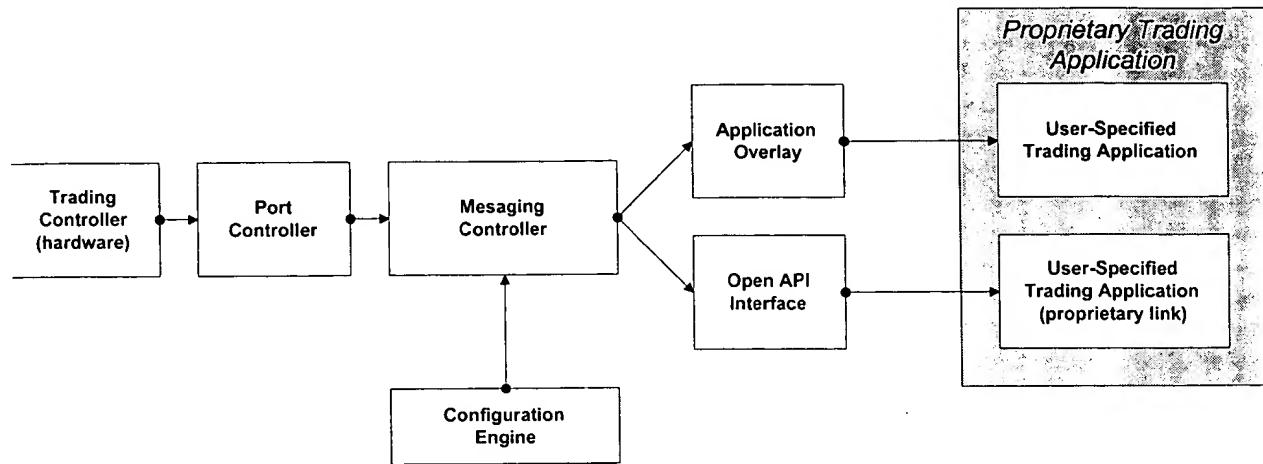 Proprietary Trading
Application
Application
Overlay
User-Specified
Trading Application
Trading
Controller
(hardware)
Port
Controller
Mesaging
Controller
Open API
Interface
User-Specified
Trading Application
(proprietary link)
Configuration
Engine